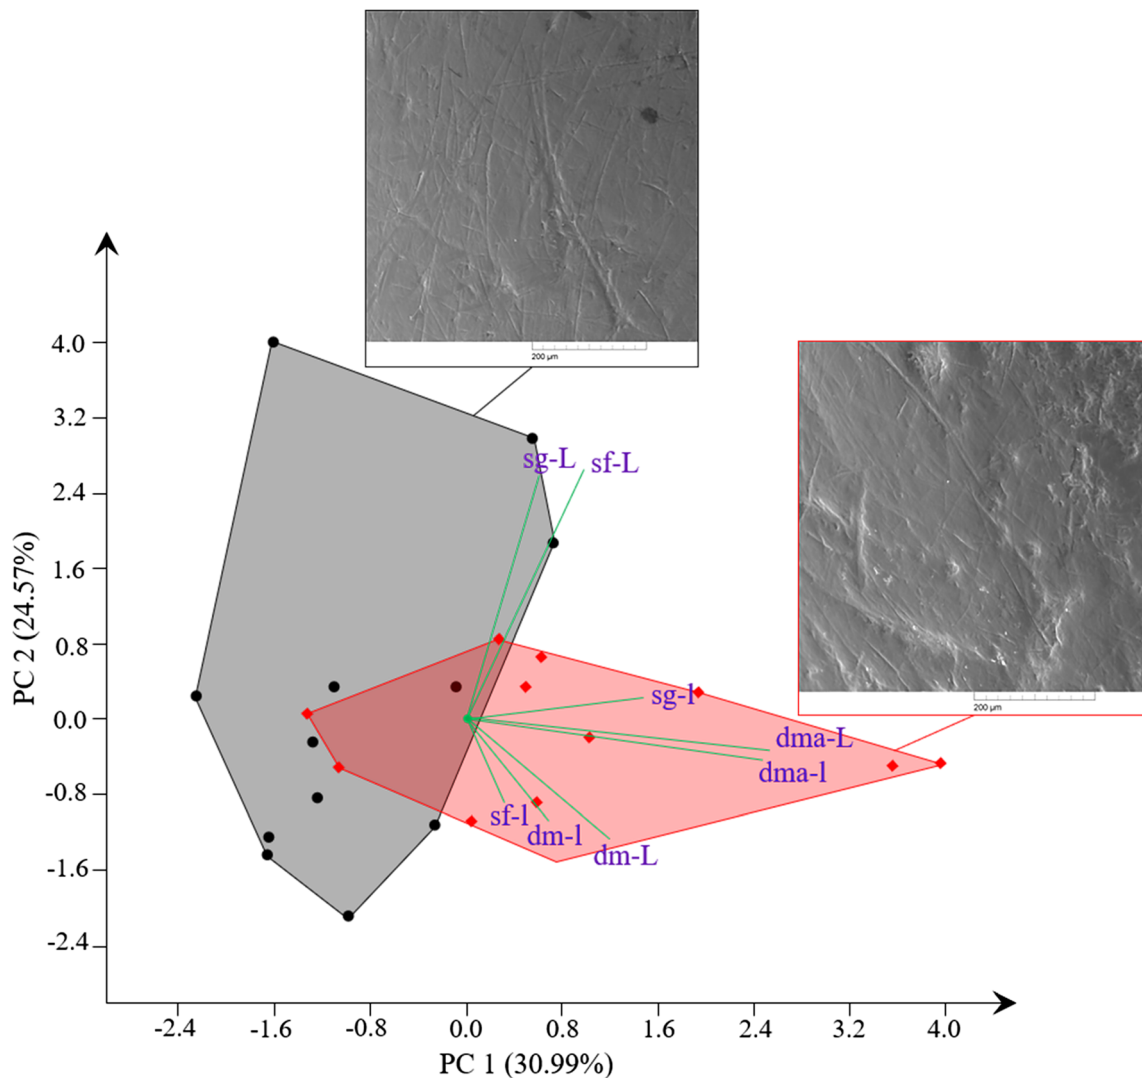 200 µm
200 µm
4.0
3.2
2.4
1.6
0.8
0.0
-0.8
-1.6
-2.4
PC 2 (24.57%)
sg-L
sf-L
sg-l
dma-L
dma-l
sf-l
dm-l
dm-L
-2.4 -1.6 -0.8 0.0 0.8 1.6 2.4 3.2 4.0
PC 1 (30.99%)